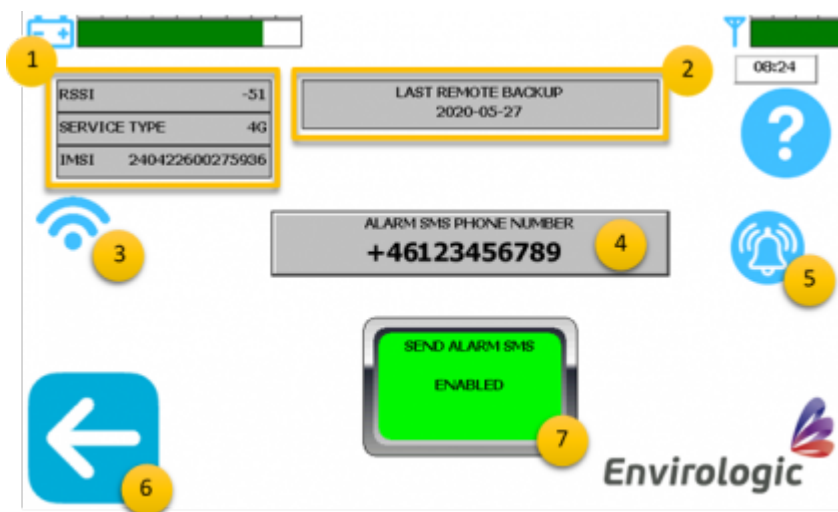 - +
1
RSSI -51
SERVICE TYPE 4G
IMSI 240422600275936
LAST REMOTE BACKUP
2020-05-27
2
08:24
?
3
ALARM SMS PHONE NUMBER
+46123456789
4
5
SEND ALARM SMS
ENABLED
7
6
Envirologic